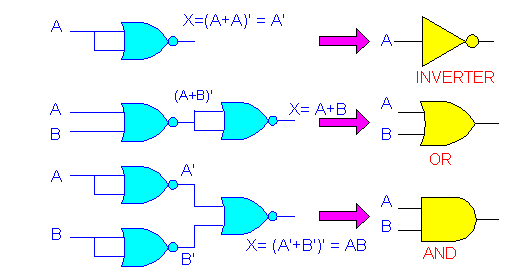 A X=(A+A)' = A' A
INVERTER
A (A+B)' X= A+B A
B B
OR
A A' A
B
B B' X= (A'+B')' = AB AND